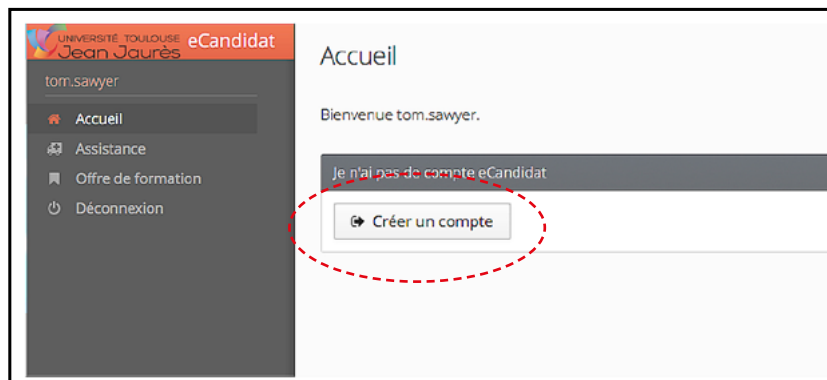 UNIVERSITÉ TOULOUSE
Jean Jaurès
eCandidat
tom.sawyer
Accueil
Assistance
Offre de formation
Déconnexion
Accueil
Bienvenue tom.sawyer.
Je n'ai pas de compte eCandidat
Créer un compte